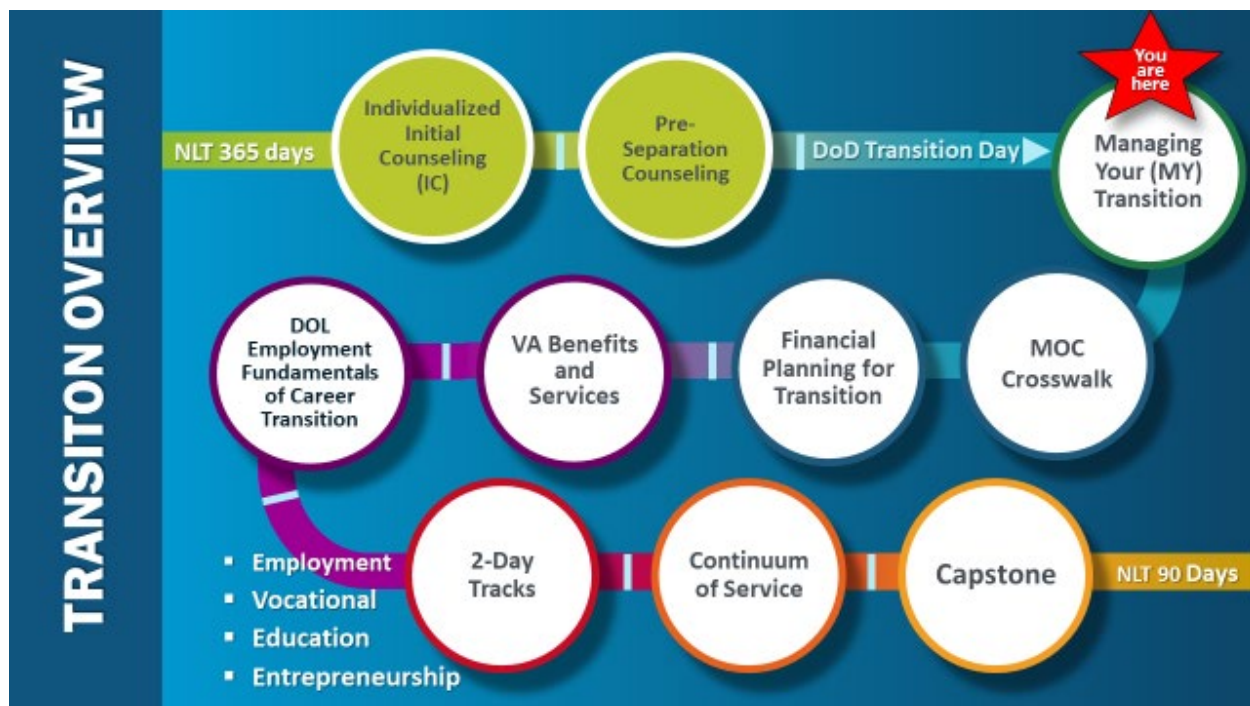 TRANSITON OVERVIEW
You
are
here
NLT 365 days
Individualized
Initial
Counseling
(IC)
Pre-
Separation
Counseling
DoD Transition Day
Managing
Your (MY)
Transition
DOL
Employment
Fundamentals
of Career
Transition
VA Benefits
and
Services
Financial
Planning for
Transition
MOC
Crosswalk
▪ Employment
▪ Vocational
▪ Education
▪ Entrepreneurship
2-Day
Tracks
Continuum
of Service
Capstone
NLT 90 Days